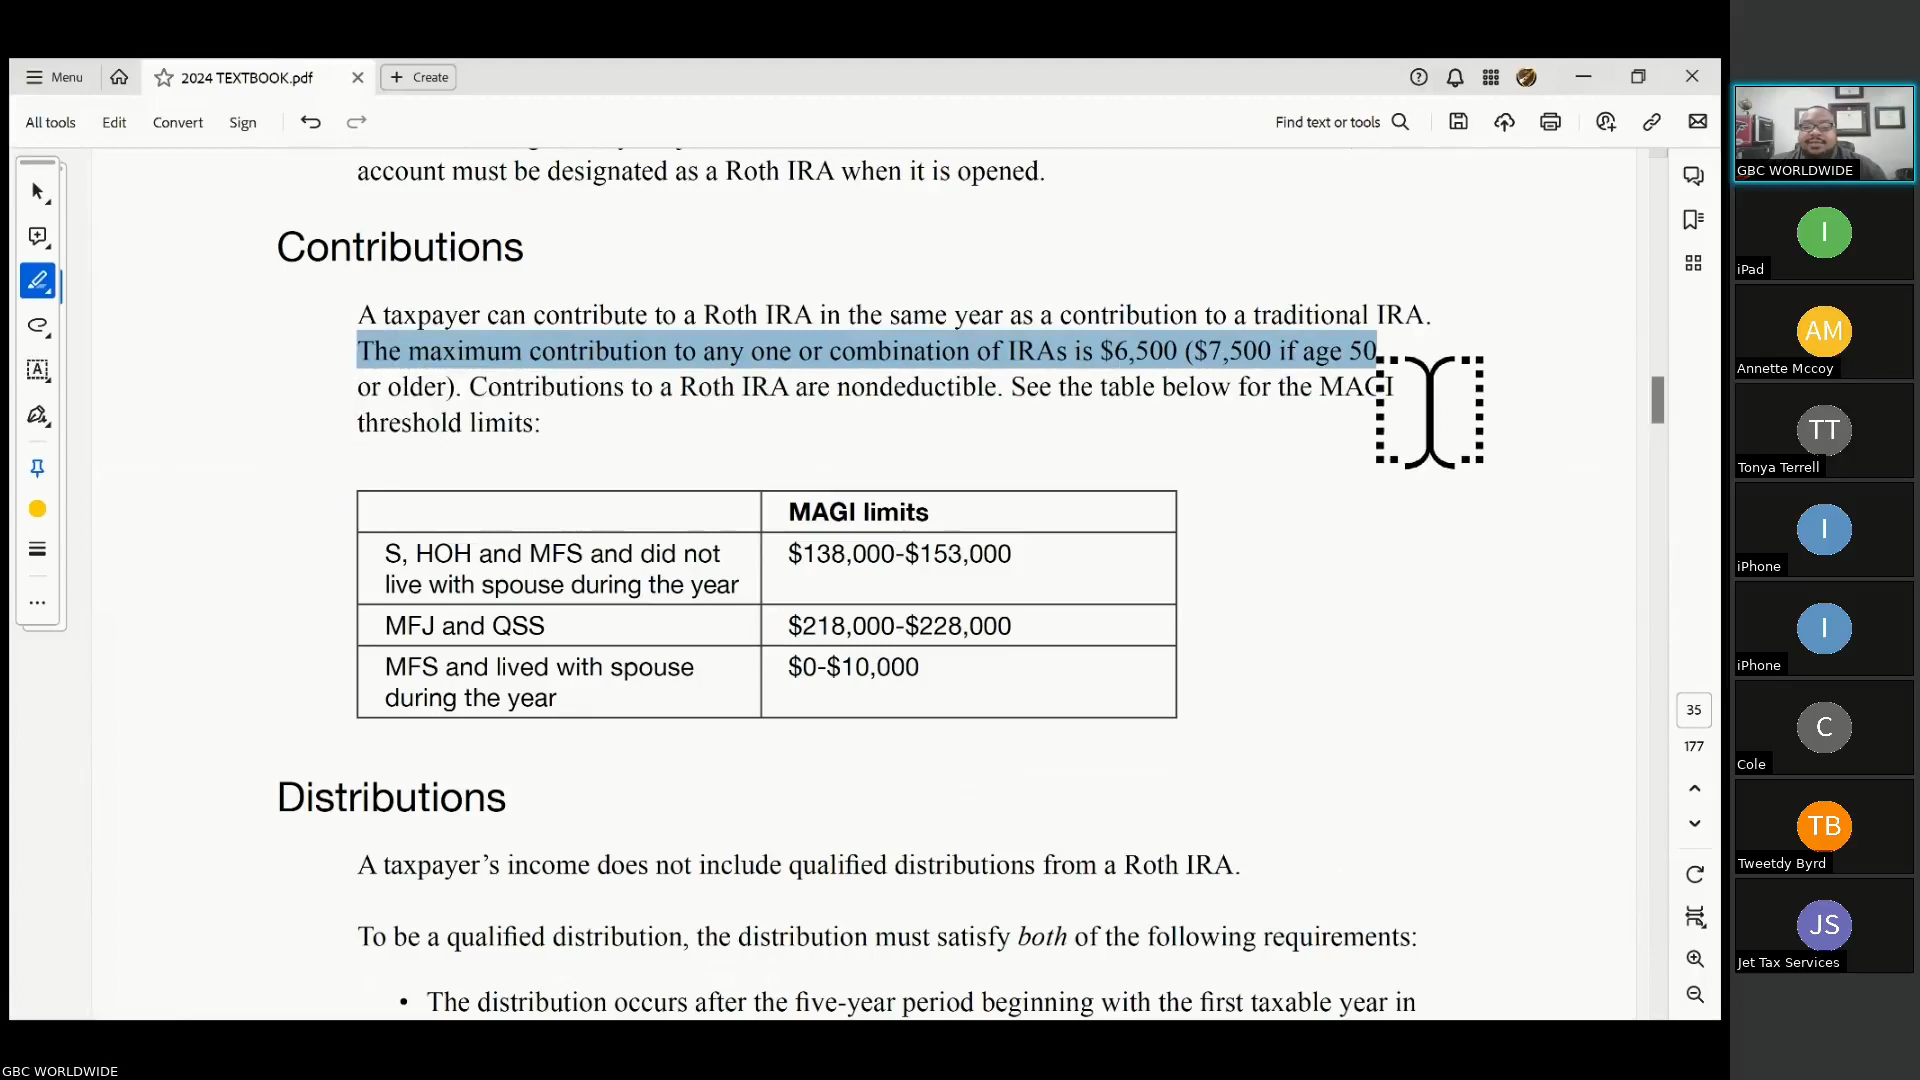 Menu
2024 TEXTBOOK.pdf
Create
All tools
Edit
Convert
Sign
Find text or tools
account must be designated as a Roth IRA when it is opened.
Contributions
A taxpayer can contribute to a Roth IRA in the same year as a contribution to a traditional IRA.
The maximum contribution to any one or combination of IRAs is $6,500 ($7,500 if age 50
or older). Contributions to a Roth IRA are nondeductible. See the table below for the MAGI
threshold limits:
MAGI limits
S, HOH and MFS and did not
live with spouse during the year
$138,000-$153,000
MFJ and QSS
$218,000-$228,000
MFS and lived with spouse
during the year
$0-$10,000
Distributions
A taxpayer’s income does not include qualified distributions from a Roth IRA.
To be a qualified distribution, the distribution must satisfy both of the following requirements:
• The distribution occurs after the five-year period beginning with the first taxable year in
35
177
GBC WORLDWIDE
I
iPad
AM
Annette Mccoy
TT
Tonya Terrell
I
iPhone
I
iPhone
C
Cole
TB
Tweetdy Byrd
JS
Jet Tax Services
GBC WORLDWIDE